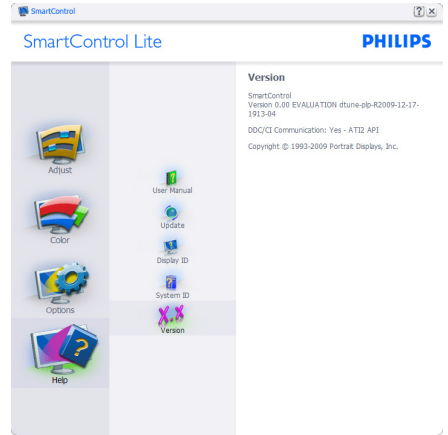 SmartControl
SmartControl Lite
PHILIPS
Adjust
Color
Options
Help
User Manual
Update
Display ID
System ID
X.X
Version
Version
SmartControl
Version 0.00 EVALUATION dtune-plp-R2009-12-17-
1913-04
DDC/CI Communication: Yes - ATI2 API
Copyright © 1993-2009 Portrait Displays, Inc.